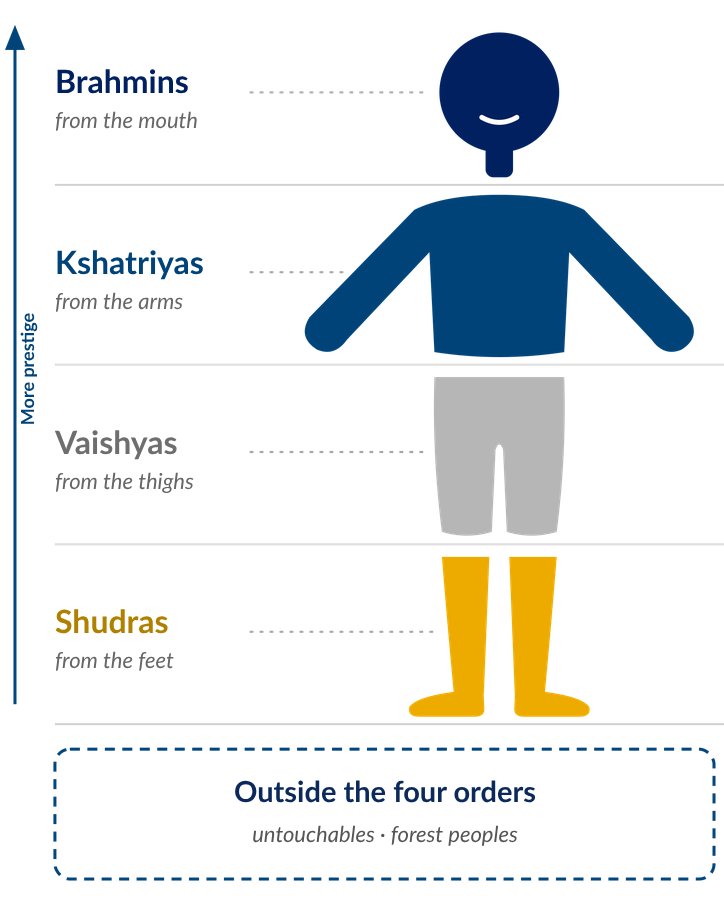 Brahmins
from the mouth
Kshatriyas
from the arms
More prestige
Vaishyas
from the thighs
Shudras
from the feet
Outside the four orders
untouchables · forest peoples